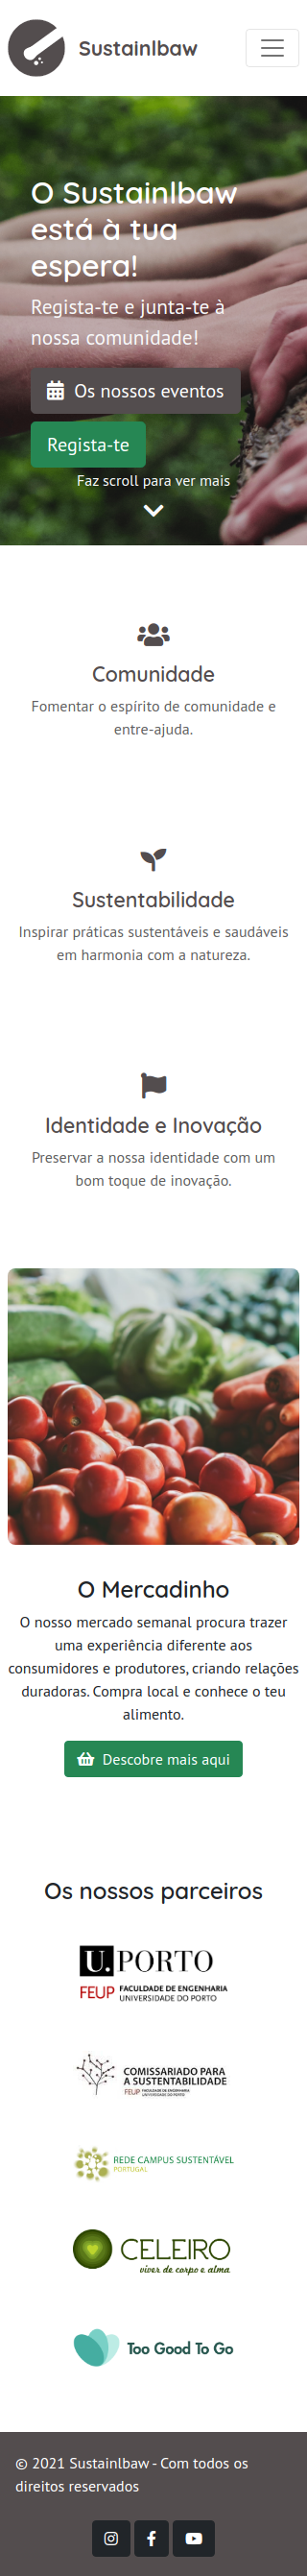 Sustainlbaw
O Sustainlbaw
está à tua
espera!
Regista-te e junta-te à
nossa comunidade!
Os nossos eventos
Regista-te
Faz scroll para ver mais
Comunidade
Fomentar o espírito de comunidade e
entre-ajuda.
Sustentabilidade
Inspirar práticas sustentáveis e saudáveis
em harmonia com a natureza.
Identidade e Inovação
Preservar a nossa identidade com um
bom toque de inovação.
O Mercadinho
O nosso mercado semanal procura trazer
uma experiência diferente aos
consumidores e produtores, criando relações
duradoras. Compra local e conhece o teu
alimento.
Descobre mais aqui
Os nossos parceiros
U.PORTO
FEUP FACULDADE DE ENGENHARIA
UNIVERSIDADE DO PORTO
COMISSARIADO PARA
A SUSTENTABILIDADE
FEUP FACULDADE DE ENGENHARIA
UNIVERSIDADE DO PORTO
REDE CAMPUS SUSTENTÁVEL
PORTUGAL
CELEIRO
viver de corpo e alma
Too Good To Go
© 2021 Sustainlbaw - Com todos os
direitos reservados